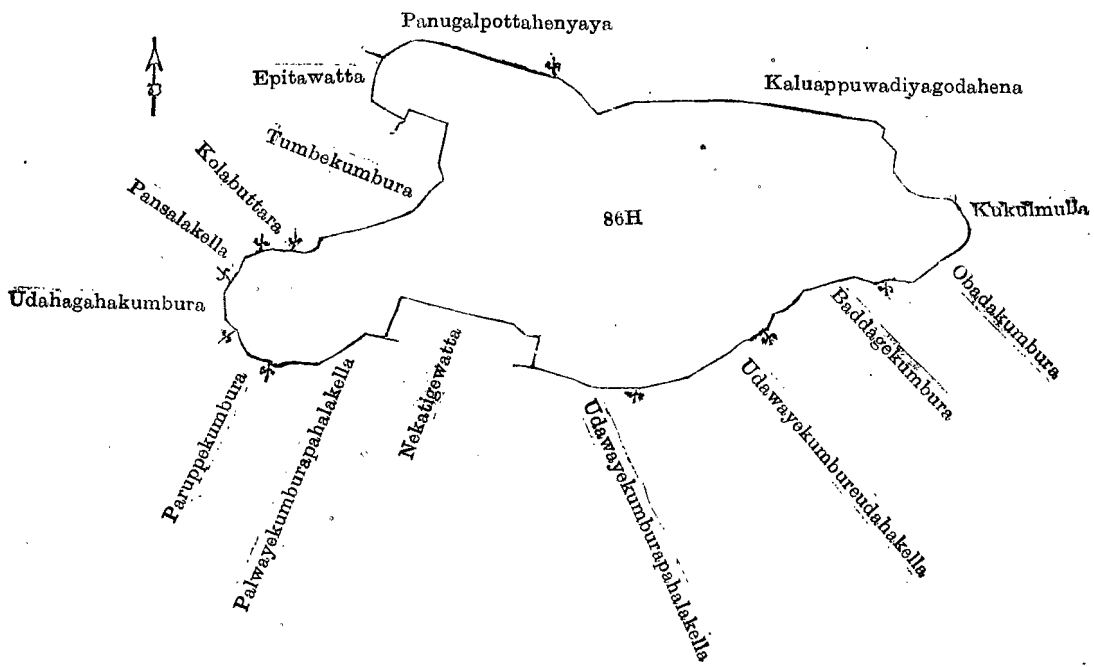 Panugalpottahenyaya
Epitawatta
Kaluappuwadiyagodahena
Tumbekumbura
Kolabuttara
Pansalakella
86H
Kukulmulla
Udahagahakumbura
Obadakumbura
Baddagekumbura
Udawayekumbureudahakella
Udawayekumburapahalakella
Nekatigewatta
Palwayekumburapahalakella
Paruppekumbura